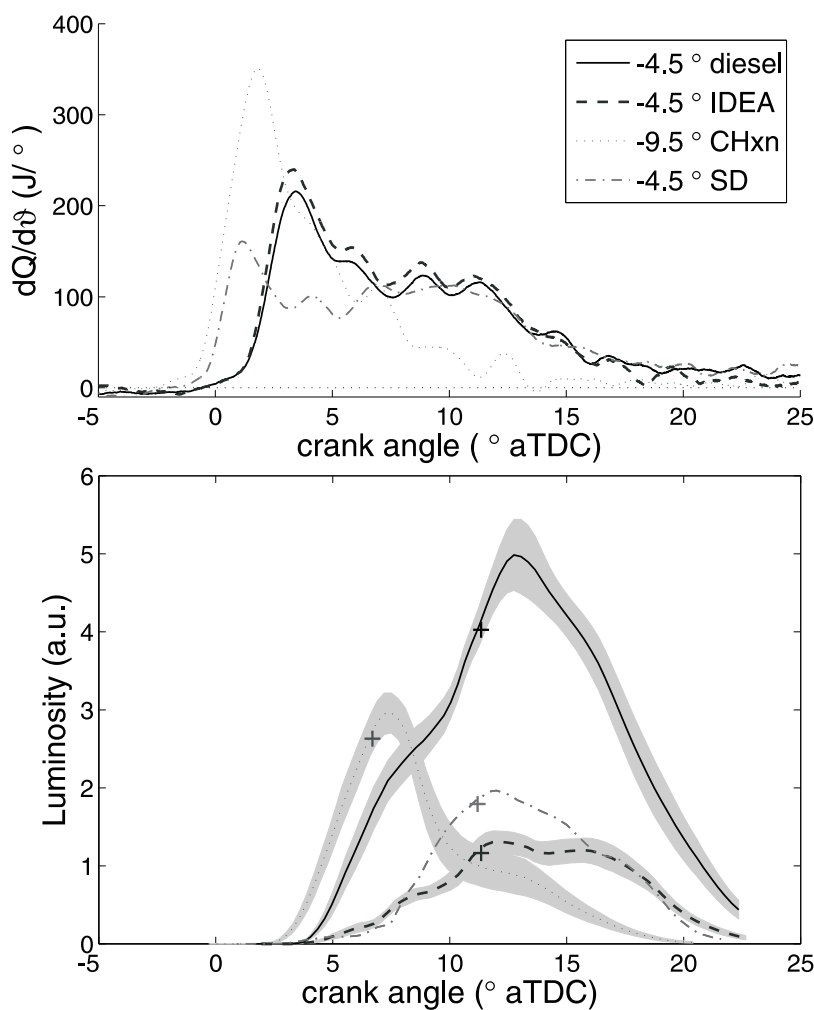 400
300
200
100
0
dQ/dϑ (J/°)
-4.5 ° diesel
-4.5 ° IDEA
-9.5 ° CHxn
-4.5 ° SD
-5 0 5 10 15 20 25
crank angle (° aTDC)
6
5
4
3
2
1
0
Luminosity (a.u.)
-5 0 5 10 15 20 25
crank angle (° aTDC)